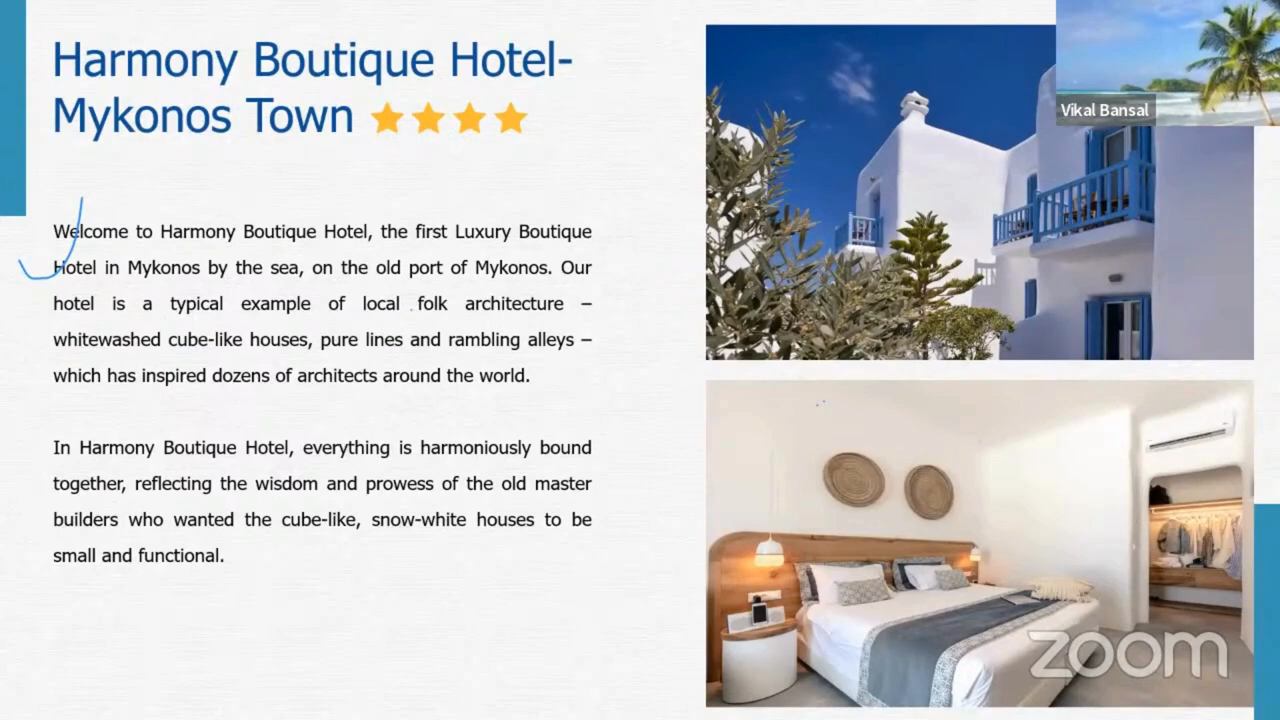 Harmony Boutique Hotel-
Mykonos Town
Vikal Bansal
Welcome to Harmony Boutique Hotel, the first Luxury Boutique
Hotel in Mykonos by the sea, on the old port of Mykonos. Our
hotel is a typical example of local folk architecture –
whitewashed cube-like houses, pure lines and rambling alleys –
which has inspired dozens of architects around the world.
In Harmony Boutique Hotel, everything is harmoniously bound
together, reflecting the wisdom and prowess of the old master
builders who wanted the cube-like, snow-white houses to be
small and functional.
zoom